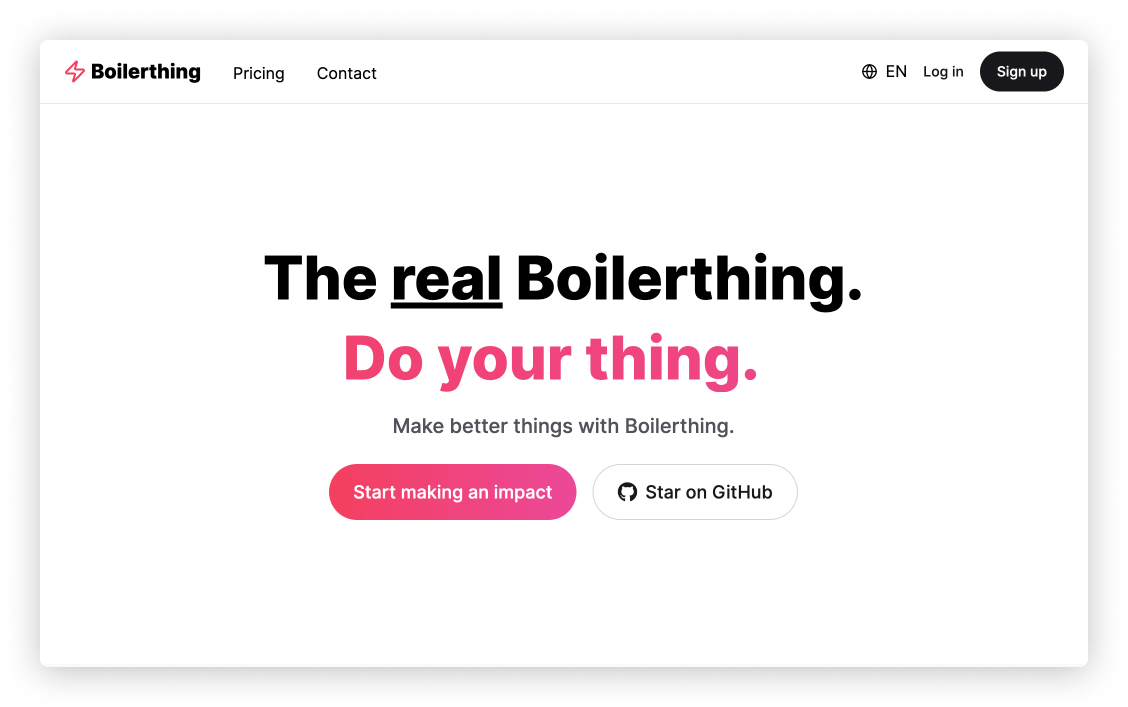 Boilerthing Pricing Contact EN Log in Sign up
The real Boilerthing.
Do your thing.
Make better things with Boilerthing.
Start making an impact Star on GitHub